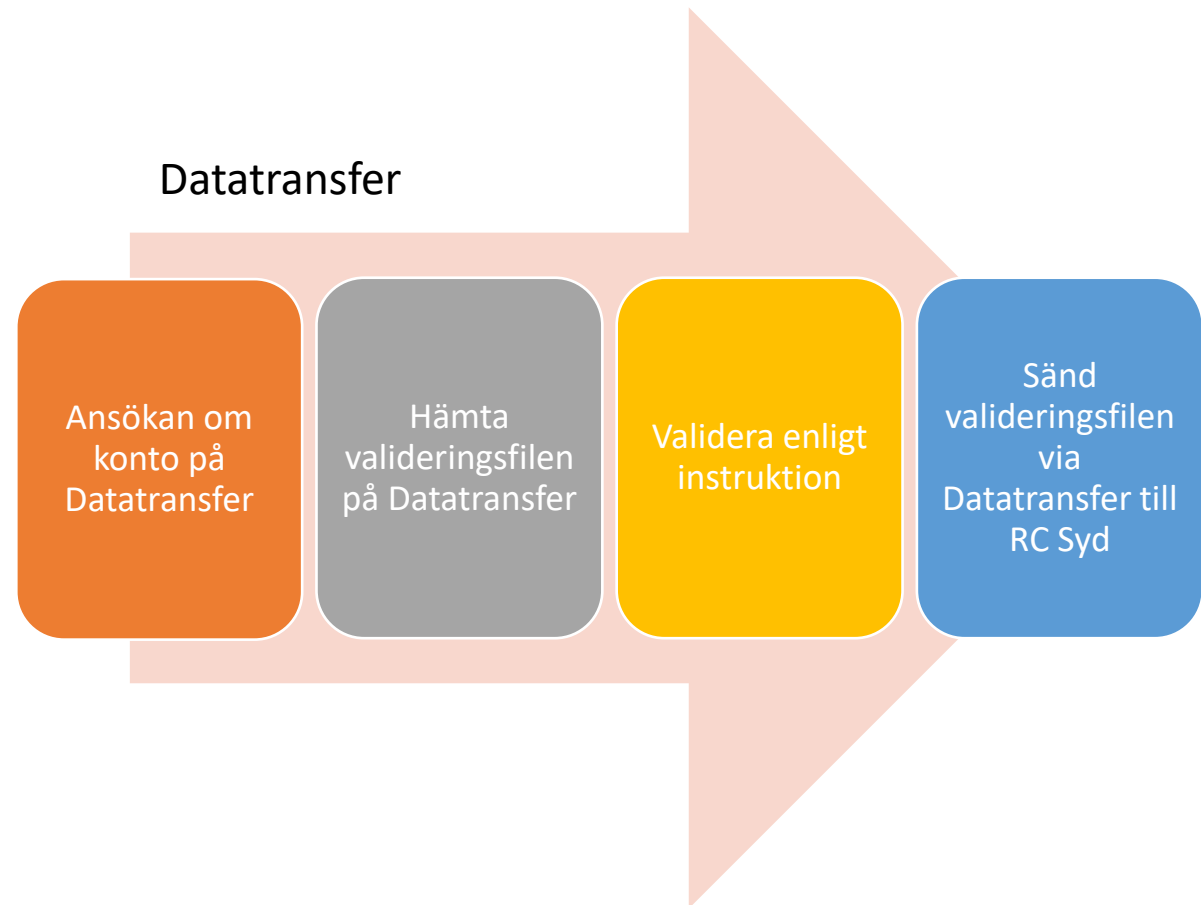 Datatransfer
Ansökan om
konto på
Datatransfer
Hämta
valideringsfilen
på Datatransfer
Validera enligt
instruktion
Sänd
valideringsfilen
via
Datatransfer till
RC Syd